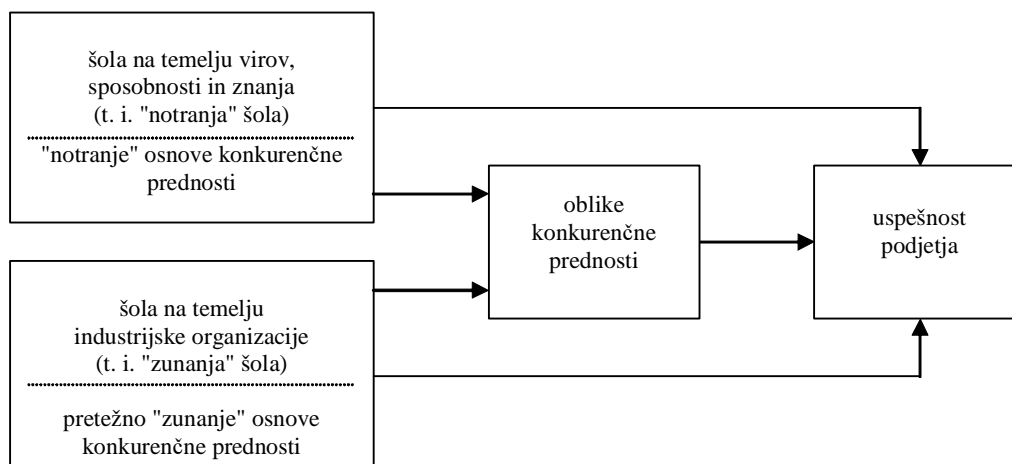 šola na temelju virov,
sposobnosti in znanja
(t. i. "notranja" šola)
"notranje" osnove konkurenčne
prednosti
oblike
konkurenčne
prednosti
uspešnost
podjetja
šola na temelju
industrijske organizacije
(t. i. "zunanja" šola)
pretežno "zunanje" osnove
konkurenčne prednosti